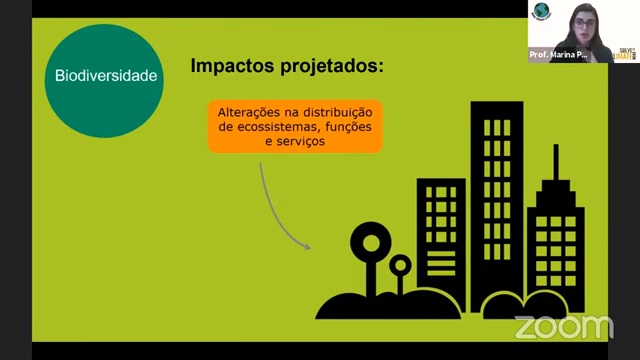 Biodiversidade
Impactos projetados:
Alterações na distribuição
de ecossistemas, funções
e serviços
Prof. Marina P...
zoom